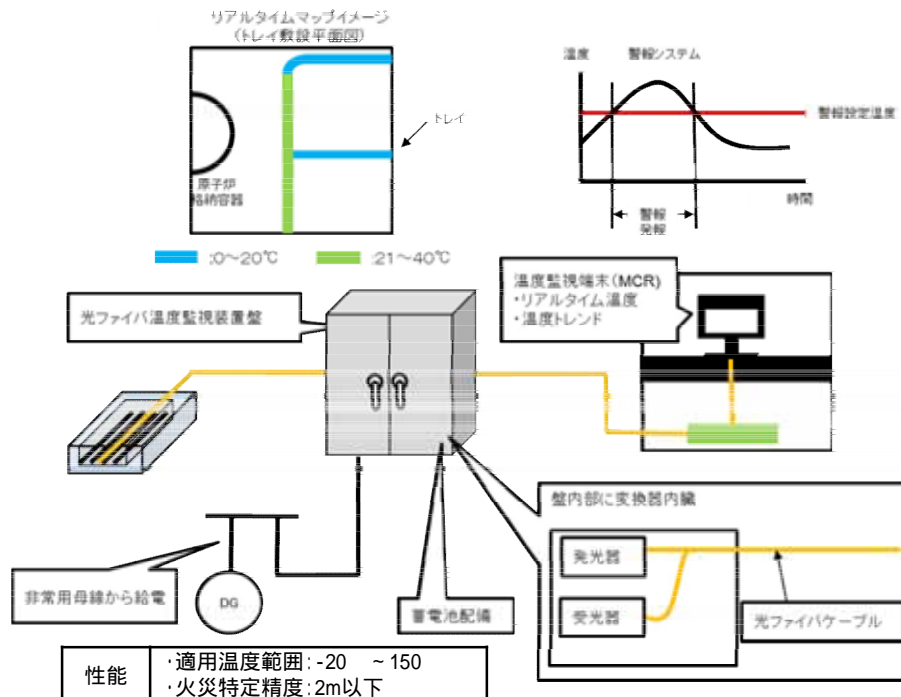 リアルタイムマップイメージ
(トレイ敷設平面図)
トレイ
原子炉
格納容器
:0～20℃
:21～40℃
温度
警報システム
警報設定温度
時間
警報
発報
光ファイバ温度監視装置盤
温度監視端末(MCR)
・リアルタイム温度
・温度トレンド
盤内部に変換器内臓
発光器
受光器
光ファイバケーブル
非常用母線から給電
DG
蓄電池配備
性能
・適用温度範囲:-20 ~150
・火災特定精度:2m以下